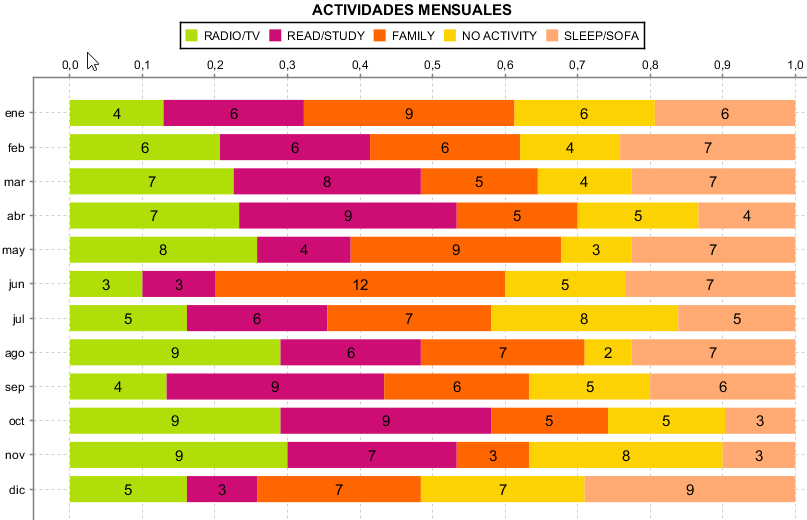 ACTIVIDADES MENSUALES
RADIO/TV READ/STUDY FAMILY NO ACTIVITY SLEEP/SOFA
0,0 0,1 0,2 0,3 0,4 0,5 0,6 0,7 0,8 0,9 1,0
ene 4 6 9 6 6
feb 6 6 6 4 7
mar 7 8 5 4 7
abr 7 9 5 5 4
may 8 4 9 3 7
jun 3 3 12 5 7
jul 5 6 7 8 5
ago 9 6 7 2 7
sep 4 9 6 5 6
oct 9 9 5 5 3
nov 9 7 3 8 3
dic 5 3 7 7 9